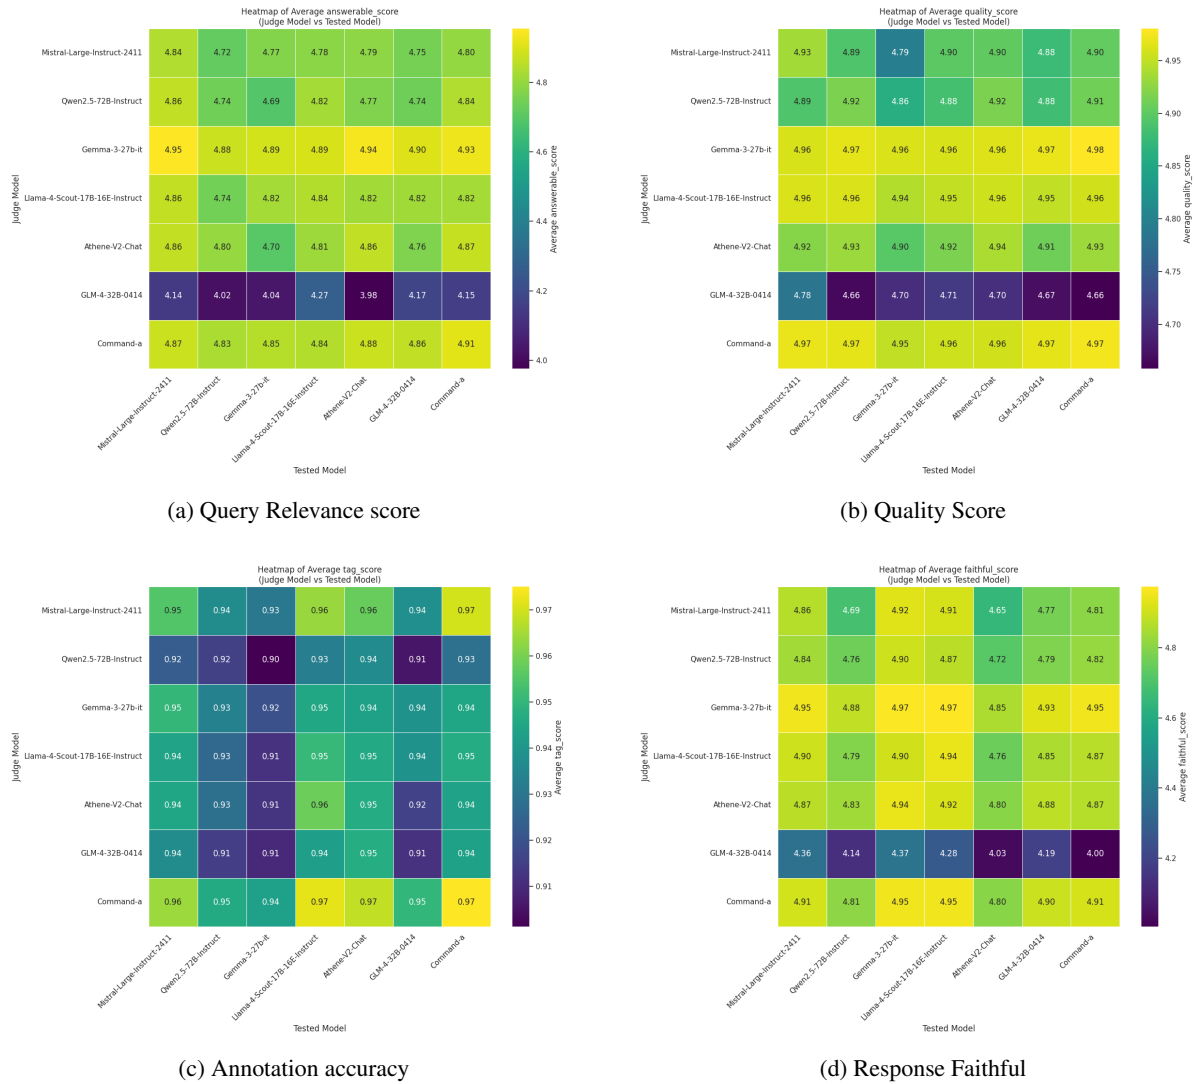 Heatmap of Average answerable_score
(Judge Model vs Tested Model)
Judge Model
Mistral-Large-Instruct-2411 4.84 4.72 4.77 4.78 4.79 4.75 4.80
Qwen2.5-72B-Instruct 4.86 4.74 4.69 4.82 4.77 4.74 4.84
Gemma-3-27b-it 4.95 4.88 4.89 4.89 4.94 4.90 4.93
Llama-4-Scout-17B-16E-Instruct 4.86 4.74 4.82 4.84 4.82 4.82 4.82
Athene-V2-Chat 4.86 4.80 4.70 4.81 4.86 4.76 4.87
GLM-4-32B-0414 4.14 4.02 4.04 4.27 3.98 4.17 4.15
Command-a 4.87 4.83 4.85 4.84 4.88 4.86 4.91
Mistral-Large-Instruct-2411
Qwen2.5-72B-Instruct
Gemma-3-27b-it
Llama-4-Scout-17B-16E-Instruct
Athene-V2-Chat
GLM-4-32B-0414
Command-a
Tested Model
4.8
4.6
4.4
4.2
4.0
Average answerable_score
(a) Query Relevance score
Heatmap of Average quality_Score
(Judge Model vs Tested Model)
Judge Model
Mistral-Large-Instruct-2411 4.93 4.89 4.79 4.90 4.90 4.88 4.90
Qwen2.5-72B-Instruct 4.89 4.92 4.86 4.88 4.92 4.88 4.91
Gemma-3-27b-it 4.96 4.97 4.96 4.96 4.96 4.97 4.98
Llama-4-Scout-17B-16E-Instruct 4.96 4.96 4.94 4.95 4.96 4.95 4.96
Athene-V2-Chat 4.92 4.93 4.90 4.92 4.94 4.91 4.93
GLM-4-32B-0414 4.78 4.66 4.70 4.71 4.70 4.67 4.66
Command-a 4.97 4.97 4.95 4.96 4.96 4.97 4.97
Mistral-Large-Instruct-2411
Qwen2.5-72B-Instruct
Gemma-3-27b-it
Llama-4-Scout-17B-16E-Instruct
Athene-V2-Chat
GLM-4-32B-0414
Command-a
Tested Model
4.95
4.90
4.85
4.80
4.75
4.70
Average quality_score
(b) Quality Score
Heatmap of Average tag_score
(Judge Model vs Tested Model)
Judge Model
Mistral-Large-Instruct-2411 0.95 0.94 0.93 0.96 0.96 0.94 0.97
Qwen2.5-72B-Instruct 0.92 0.92 0.90 0.93 0.94 0.91 0.93
Gemma-3-27b-it 0.95 0.93 0.92 0.95 0.94 0.94 0.94
Llama-4-Scout-17B-16E-Instruct 0.94 0.93 0.91 0.95 0.95 0.94 0.95
Athene-V2-Chat 0.94 0.93 0.91 0.96 0.95 0.92 0.94
GLM-4-32B-0414 0.94 0.91 0.91 0.94 0.95 0.91 0.94
Command-a 0.96 0.95 0.94 0.97 0.97 0.95 0.97
Mistral-Large-Instruct-2411
Qwen2.5-72B-Instruct
Gemma-3-27b-it
Llama-4-Scout-17B-16E-Instruct
Athene-V2-Chat
GLM-4-32B-0414
Command-a
Tested Model
0.97
0.96
0.95
0.94
0.93
0.92
0.91
Average tag_score
(c) Annotation accuracy
Heatmap of Average faithful_score
(Judge Model vs Tested Model)
Judge Model
Mistral-Large-Instruct-2411 4.86 4.69 4.92 4.91 4.65 4.77 4.81
Qwen2.5-72B-Instruct 4.84 4.76 4.90 4.87 4.72 4.79 4.82
Gemma-3-27b-it 4.95 4.88 4.97 4.97 4.85 4.93 4.95
Llama-4-Scout-17B-16E-Instruct 4.90 4.79 4.90 4.94 4.76 4.85 4.87
Athene-V2-Chat 4.87 4.83 4.94 4.92 4.80 4.88 4.87
GLM-4-32B-0414 4.36 4.14 4.37 4.28 4.03 4.19 4.00
Command-a 4.91 4.81 4.95 4.95 4.80 4.90 4.91
Mistral-Large-Instruct-2411
Qwen2.5-72B-Instruct
Gemma-3-27b-it
Llama-4-Scout-17B-16E-Instruct
Athene-V2-Chat
GLM-4-32B-0414
Command-a
Tested Model
4.8
4.6
4.4
4.2
Average faithful_score
(d) Response Faithful